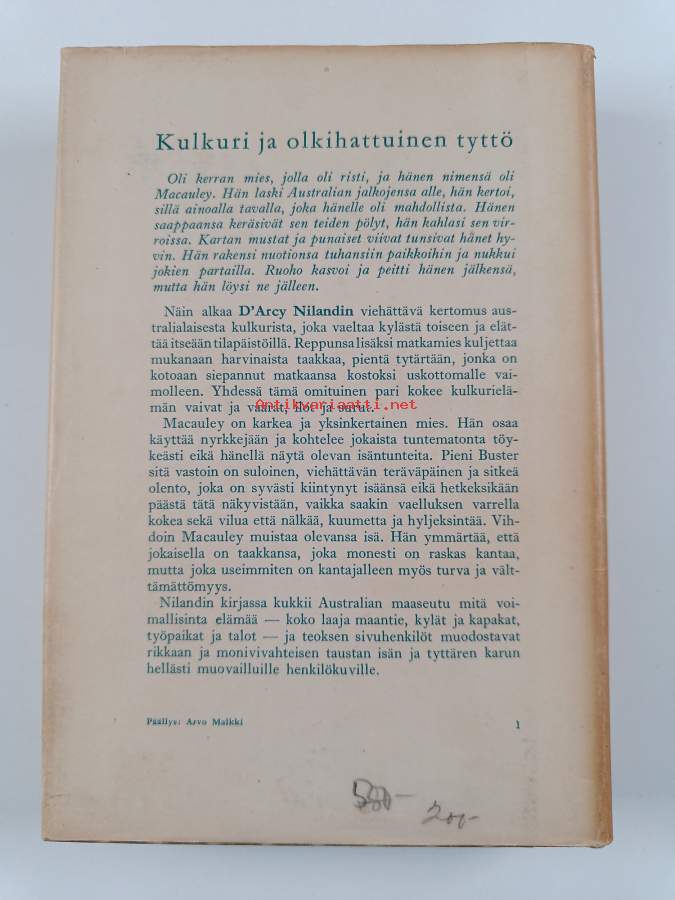 Kulkuri ja olkihattuinen tyttö
Oli kerran mies, jolla oli risti, ja hänen nimensä oli
Macauley. Hän laski Australian jalkojensa alle, hän kertoi,
sillä ainoalla tavalla, joka hänelle oli mahdollista. Hänen
saappaansa keräsivät sen teiden pölyt, hän kahlasi sen vir-
roissa. Kartan mustat ja punaiset viivat tunsivat hänet hy-
vin. Hän rakensi nuotionsa tuhansiin paikkoihin ja nukkui
jokien partailla. Ruoho kasvoi ja peitti hänen jälkensä,
mutta hän löysi ne jälleen.
Näin alkaa D'Arcy Nilandin viehättävä kertomus aus-
tralialaisesta kulkurista, joka vaeltaa kylästä toiseen ja elät-
tää itseään tilapäistöillä. Reppunsa lisäksi matkamies kuljettaa
mukanaan harvinaista taakkaa, pientä tytärtään, jonka on
kotoaan siepannut matkaansa kostoksi uskottomalle vai-
molleen. Yhdessä tämä omituinen pari kokee kulkurielä-
män vaivat ja vaarat, ilot ja surut.
Antikvariaatti.net
Macauley on karkea ja yksinkertainen mies. Hän osaa
käyttää nyrkkejään ja kohtelee jokaista tuntematonta töy-
keästi eikä hänellä näytä olevan isäntunteita. Pieni Buster
sitä vastoin on suloinen, viehättävän teräväpäinen ja sitkeä
olento, joka on syvästi kiintynyt isäänsä eikä hetkeksikään
päästä tätä näkyvistään, vaikka saakin vaelluksen varrella
kokea sekä vilua että nälkää, kuumetta ja hyljeksintää. Vih-
doin Macauley muistaa olevansa isä. Hän ymmärtää, että
jokaisella on taakkansa, joka monesti on raskas kantaa,
mutta joka useimmiten on kantajalleen myös turva ja vält-
tämättömyys.
Nilandin kirjassa kukkii Australian maaseutu mitä voi-
mallisinta elämää — koko laaja maantie, kylät ja kapakat,
työpaikat ja talot — ja teoksen sivuhenkilöt muodostavat
rikkaan ja monivivahteisen taustan isän ja tyttären karun
hellästi muovailluille henkilökuville.
Päällys: Arvo Malkki 1
580-
200-